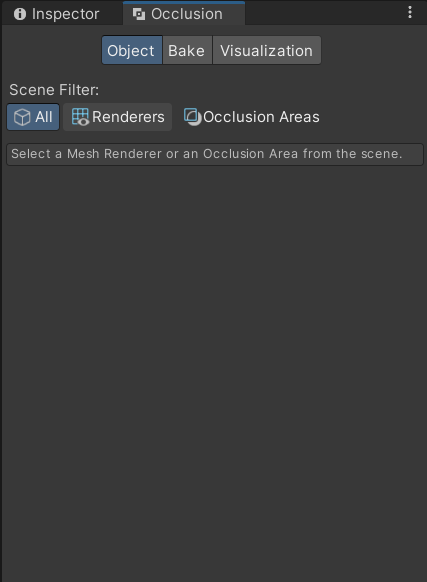 Inspector Occlusion
Object Bake Visualization
Scene Filter:
All Renderers Occlusion Areas
Select a Mesh Renderer or an Occlusion Area from the scene.